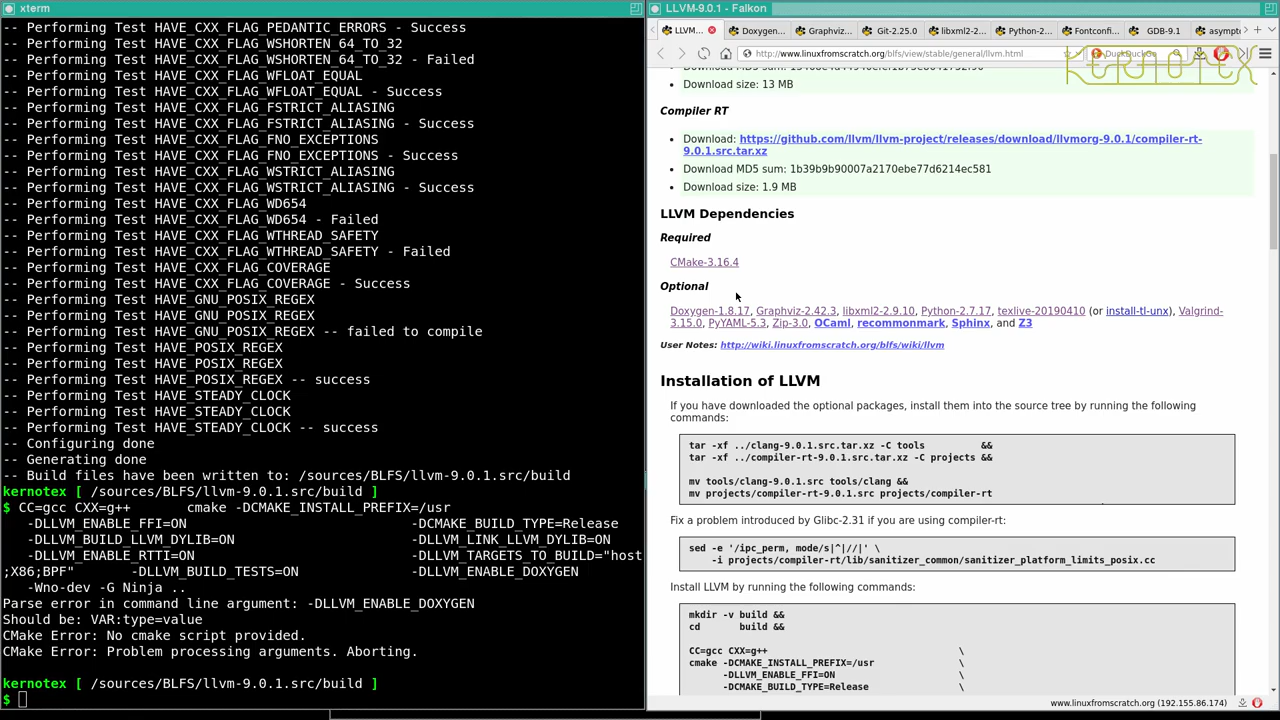 xterm
-- Performing Test HAVE_CXX_FLAG_PEDANTIC_ERRORS - Success
-- Performing Test HAVE_CXX_FLAG_WSHORTEN_64_TO_32
-- Performing Test HAVE_CXX_FLAG_WSHORTEN_64_TO_32 - Failed
-- Performing Test HAVE_CXX_FLAG_WFLOAT_EQUAL
-- Performing Test HAVE_CXX_FLAG_WFLOAT_EQUAL - Success
-- Performing Test HAVE_CXX_FLAG_FSTRICT_ALIASING
-- Performing Test HAVE_CXX_FLAG_FSTRICT_ALIASING - Success
-- Performing Test HAVE_CXX_FLAG_FNO_EXCEPTIONS
-- Performing Test HAVE_CXX_FLAG_FNO_EXCEPTIONS - Success
-- Performing Test HAVE_CXX_FLAG_WSTRICT_ALIASING
-- Performing Test HAVE_CXX_FLAG_WSTRICT_ALIASING - Success
-- Performing Test HAVE_CXX_FLAG_WD654
-- Performing Test HAVE_CXX_FLAG_WD654 - Failed
-- Performing Test HAVE_CXX_FLAG_WTHREAD_SAFETY
-- Performing Test HAVE_CXX_FLAG_WTHREAD_SAFETY - Failed
-- Performing Test HAVE_CXX_FLAG_COVERAGE
-- Performing Test HAVE_CXX_FLAG_COVERAGE - Success
-- Performing Test HAVE_GNU_POSIX_REGEX
-- Performing Test HAVE_GNU_POSIX_REGEX
-- Performing Test HAVE_GNU_POSIX_REGEX -- failed to compile
-- Performing Test HAVE_POSIX_REGEX
-- Performing Test HAVE_POSIX_REGEX
-- Performing Test HAVE_POSIX_REGEX -- success
-- Performing Test HAVE_STEADY_CLOCK
-- Performing Test HAVE_STEADY_CLOCK
-- Performing Test HAVE_STEADY_CLOCK -- success
-- Configuring done
-- Generating done
-- Build files have been written to: /sources/BLFS/llvm-9.0.1.src/build
kernotex [ /sources/BLFS/llvm-9.0.1.src/build ]
$ CC=gcc CXX=g++ cmake -DCMAKE_INSTALL_PREFIX=/usr
-DLLVM_ENABLE_FFI=ON -DCMAKE_BUILD_TYPE=Release
-DLLVM_BUILD_LLVM_DYLIB=ON -DLLVM_LINK_LLVM_DYLIB=ON
-DLLVM_ENABLE_RTTI=ON -DLLVM_TARGETS_TO_BUILD="host
;X86;BPF" -DLLVM_BUILD_TESTS=ON -DLLVM_ENABLE_DOXYGEN
-Wno-dev -G Ninja ..
Parse error in command line argument: -DLLVM_ENABLE_DOXYGEN
Should be: VAR:type=value
CMake Error: No cmake script provided.
CMake Error: Problem processing arguments. Aborting.
kernotex [ /sources/BLFS/llvm-9.0.1.src/build ]
$
LLVM-9.0.1 - Falkon
LLVM... Doxygen... Graphviz... Git-2.25.0 libxml2-2... Python-2... Fontconfi... GDB-9.1 asympt
http://www.linuxfromscratch.org/blfs/view/stable/general/llvm.html
DuckDuckGo
KERNOTEX
• Download size: 13 MB
Compiler RT
• Download: https://github.com/llvm/llvm-project/releases/download/llvmorg-9.0.1/compiler-rt-
9.0.1.src.tar.xz
• Download MD5 sum: 1b39b9b90007a2170ebe77d6214ec581
• Download size: 1.9 MB
LLVM Dependencies
Required
CMake-3.16.4
Optional
Doxygen-1.8.17, Graphviz-2.42.3, libxml2-2.9.10, Python-2.7.17, texlive-20190410 (or install-tl-unx), Valgrind-
3.15.0, PyYAML-5.3, Zip-3.0, OCaml, recommonmark, Sphinx, and Z3
User Notes: http://wiki.linuxfromscratch.org/blfs/wiki/llvm
Installation of LLVM
If you have downloaded the optional packages, install them into the source tree by running the following
commands:
tar -xf ../clang-9.0.1.src.tar.xz -C tools &&
tar -xf ../compiler-rt-9.0.1.src.tar.xz -C projects &&
mv tools/clang-9.0.1.src tools/clang &&
mv projects/compiler-rt-9.0.1.src projects/compiler-rt
Fix a problem introduced by Glibc-2.31 if you are using compiler-rt:
sed -e '/ipc_perm, mode/s|^|//|' \
-i projects/compiler-rt/lib/sanitizer_common/sanitizer_platform_limits_posix.cc
Install LLVM by running the following commands:
mkdir -v build &&
cd build &&
CC=gcc CXX=g++ \
cmake -DCMAKE_INSTALL_PREFIX=/usr \
-DLLVM_ENABLE_FFI=ON \
-DCMAKE_BUILD_TYPE=Release \
www.linuxfromscratch.org (192.155.86.174)